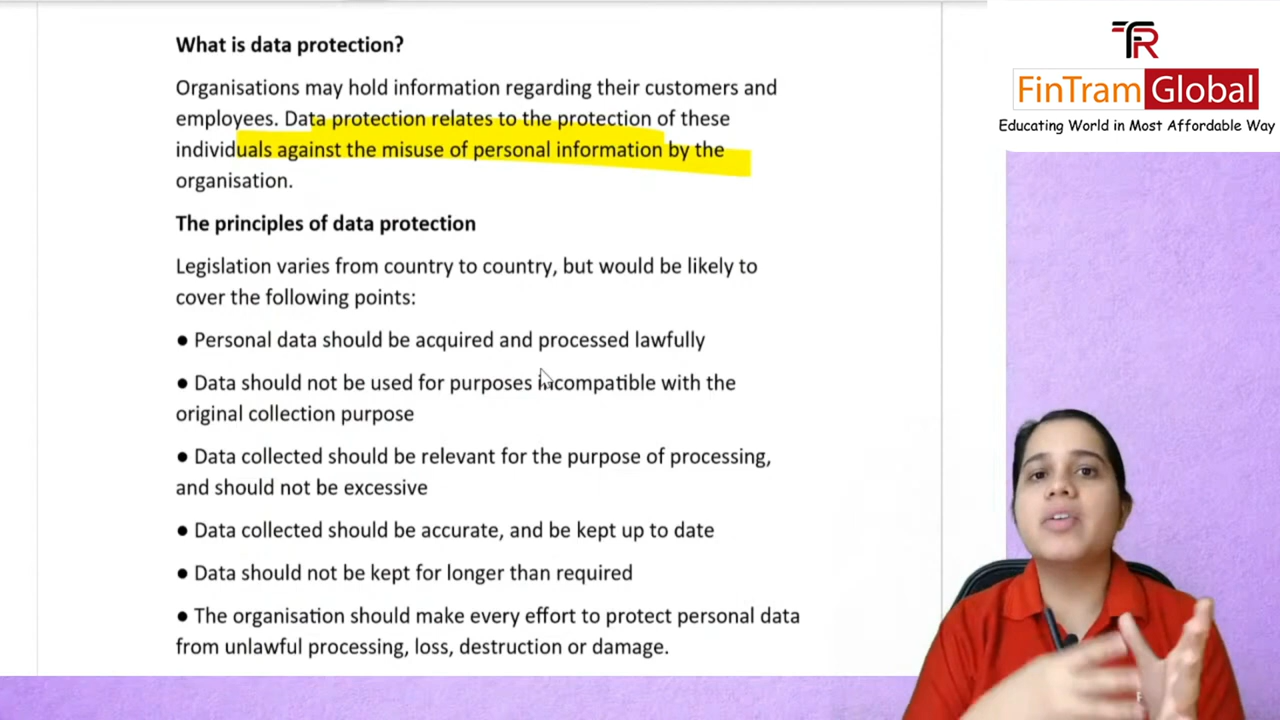 What is data protection?
Organisations may hold information regarding their customers and
employees. Data protection relates to the protection of these
individuals against the misuse of personal information by the
organisation.
The principles of data protection
Legislation varies from country to country, but would be likely to
cover the following points:
● Personal data should be acquired and processed lawfully
● Data should not be used for purposes incompatible with the
original collection purpose
● Data collected should be relevant for the purpose of processing,
and should not be excessive
● Data collected should be accurate, and be kept up to date
● Data should not be kept for longer than required
● The organisation should make every effort to protect personal data
from unlawful processing, loss, destruction or damage.
FinTram Global
Educating World in Most Affordable Way